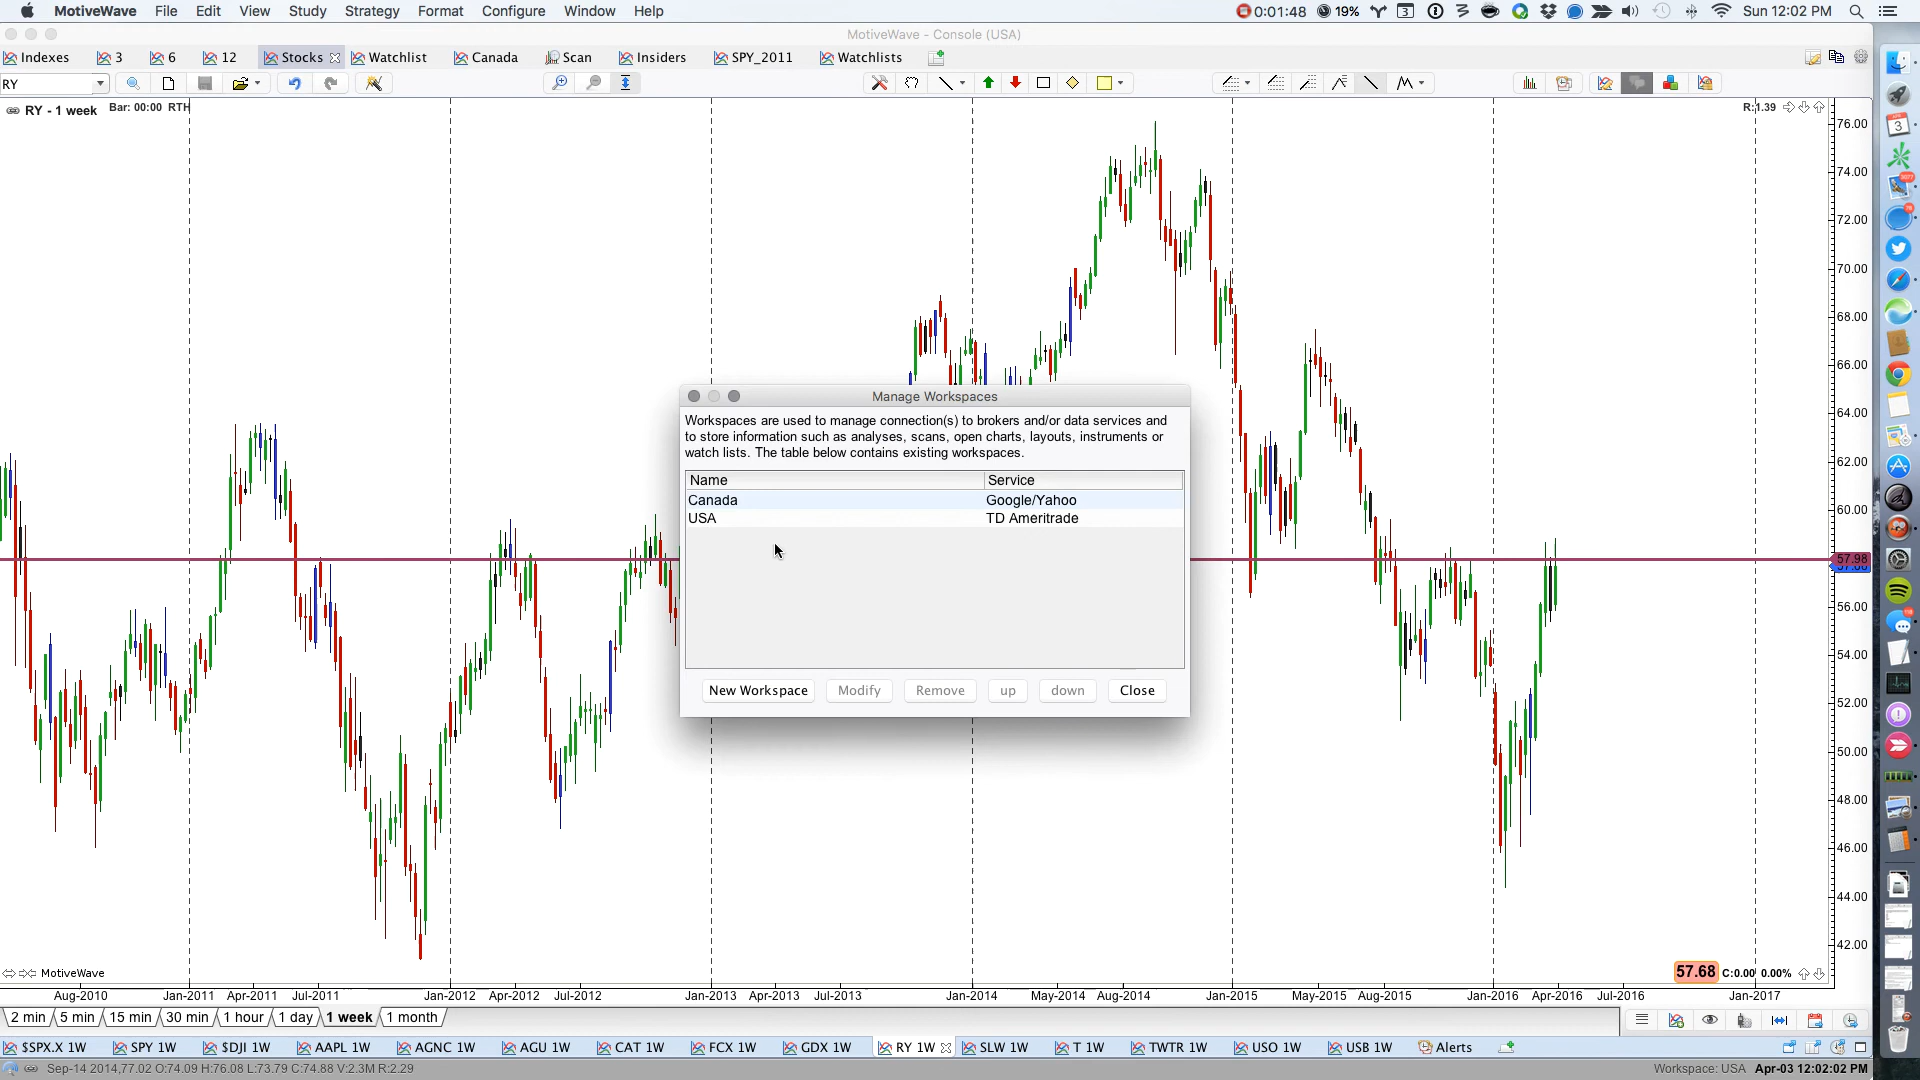 MotiveWave File Edit View Study Strategy Format Configure Window Help
0:01:48 19% 3 Sun 12:02 PM
MotiveWave - Console (USA)
Indexes 3 6 12 Stocks Watchlist Canada Scan Insiders SPY_2011 Watchlists
RY
RY - 1 week Bar: 00:00 RTH
R:1.39
76.00
74.00
72.00
70.00
68.00
66.00
64.00
62.00
60.00
57.98
56.00
54.00
52.00
50.00
48.00
46.00
44.00
42.00
Manage Workspaces
Workspaces are used to manage connection(s) to brokers and/or data services and
to store information such as analyses, scans, open charts, layouts, instruments or
watch lists. The table below contains existing workspaces.
Name Service
Canada Google/Yahoo
USA TD Ameritrade
New Workspace Modify Remove up down Close
MotiveWave
57.68 C:0.00 0.00%
Aug-2010 Jan-2011 Apr-2011 Jul-2011 Jan-2012 Apr-2012 Jul-2012 Jan-2013 Apr-2013 Jul-2013 Jan-2014 May-2014 Aug-2014 Jan-2015 May-2015 Aug-2015 Jan-2016 Apr-2016 Jul-2016 Jan-2017
2 min 5 min 15 min 30 min 1 hour 1 day 1 week 1 month
$SPX.X 1W SPY 1W $DJI 1W AAPL 1W AGNC 1W AGU 1W CAT 1W FCX 1W GDX 1W RY 1W SLW 1W T 1W TWTR 1W USO 1W USB 1W Alerts
Sep-14 2014,77.02 O:74.09 H:76.08 L:73.79 C:74.88 V:2.3M R:2.29
Workspace: USA Apr-03 12:02:02 PM